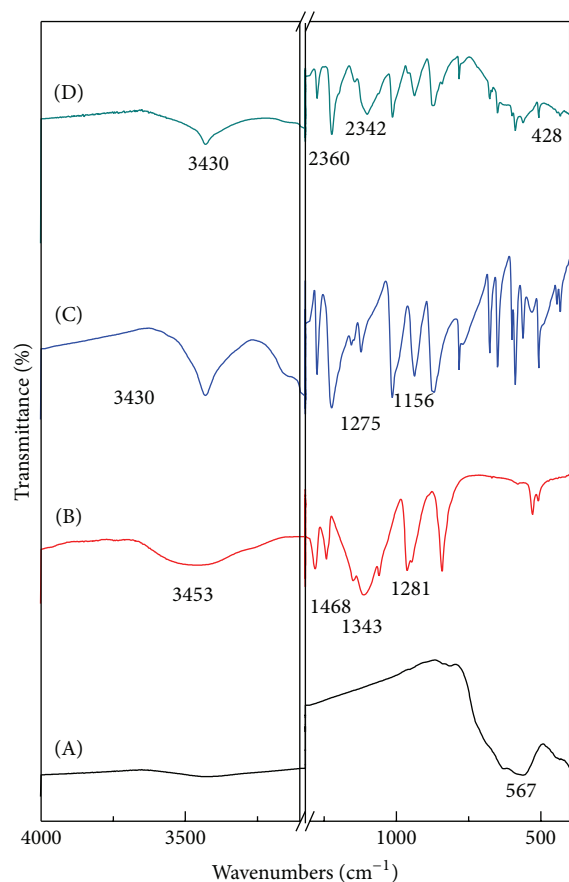 (D)
3430
2360
2342
428
(C)
3430
1275
1156
(B)
3453
1468
1343
1281
(A)
567
4000 3500 1000 500
Wavenumbers (cm⁻¹)
Transmittance (%)